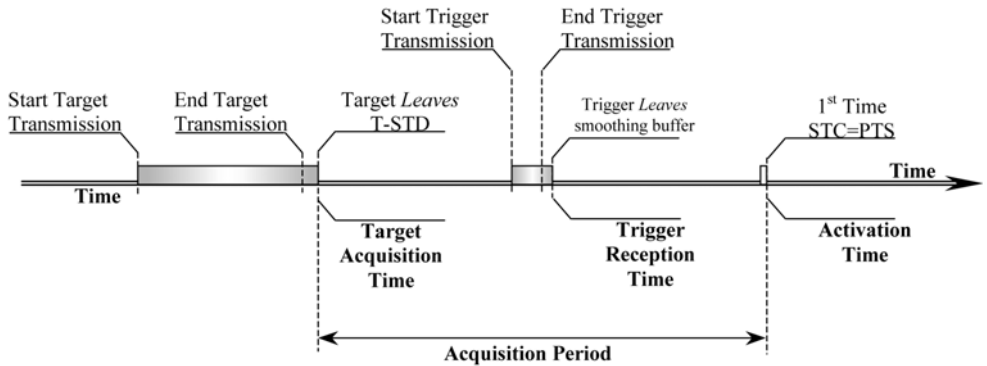 Start Trigger
Transmission
End Trigger
Transmission
Start Target
Transmission
End Target
Transmission
Target Leaves
T-STD
Trigger Leaves
smoothing buffer
1st Time
STC=PTS
Time
Time
Target
Acquisition
Time
Trigger
Reception
Time
Activation
Time
Acquisition Period